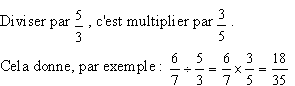 Diviser par 5/3 , c'est multiplier par 3/5 .
Cela donne, par exemple : 6/7 ÷ 5/3 = 6/7 × 3/5 = 18/35